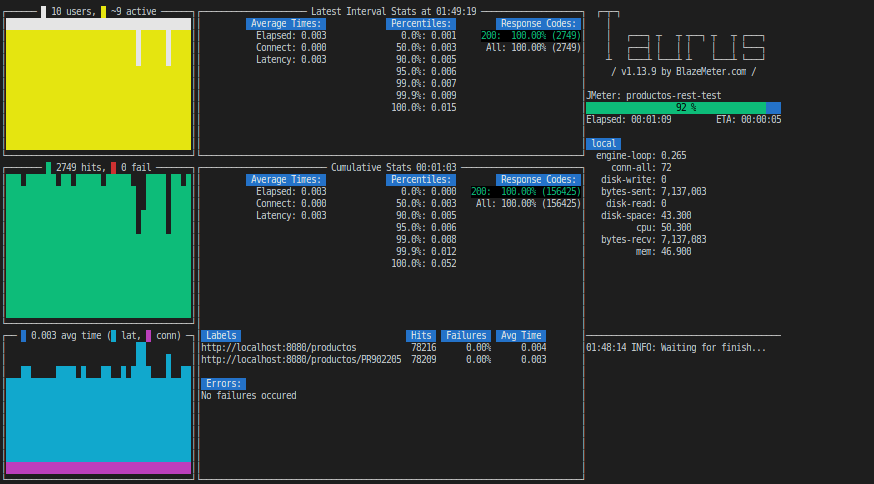 10 users, ~9 active
Latest Interval Stats at 01:49:19
Average Times: Percentiles: Response Codes:
Elapsed: 0.003 0.0%: 0.001 200: 100.00% (2749)
Connect: 0.000 50.0%: 0.003 All: 100.00% (2749)
Latency: 0.003 90.0%: 0.005
95.0%: 0.006
99.0%: 0.007
99.9%: 0.009
100.0%: 0.015
2749 hits, 0 fail
Cumulative Stats 00:01:03
Average Times: Percentiles: Response Codes:
Elapsed: 0.003 0.0%: 0.000 200: 100.00% (156425)
Connect: 0.000 50.0%: 0.003 All: 100.00% (156425)
Latency: 0.003 90.0%: 0.005
95.0%: 0.006
99.0%: 0.008
99.9%: 0.012
100.0%: 0.052
0.003 avg time ( lat, conn)
Labels Hits Failures Avg Time
http://localhost:8080/productos 78216 0.00% 0.004
http://localhost:8080/productos/PR902205 78209 0.00% 0.003
Errors:
No failures occured
Taurus
/ v1.13.9 by BlazeMeter.com /
JMeter: productos-rest-test
92 %
Elapsed: 00:01:09 ETA: 00:00:05
local
engine-loop: 0.265
conn-all: 72
disk-write: 0
bytes-sent: 7,137,083
disk-read: 0
disk-space: 43.300
cpu: 50.300
bytes-recv: 7,137,083
mem: 46.900
01:48:14 INFO: Waiting for finish...